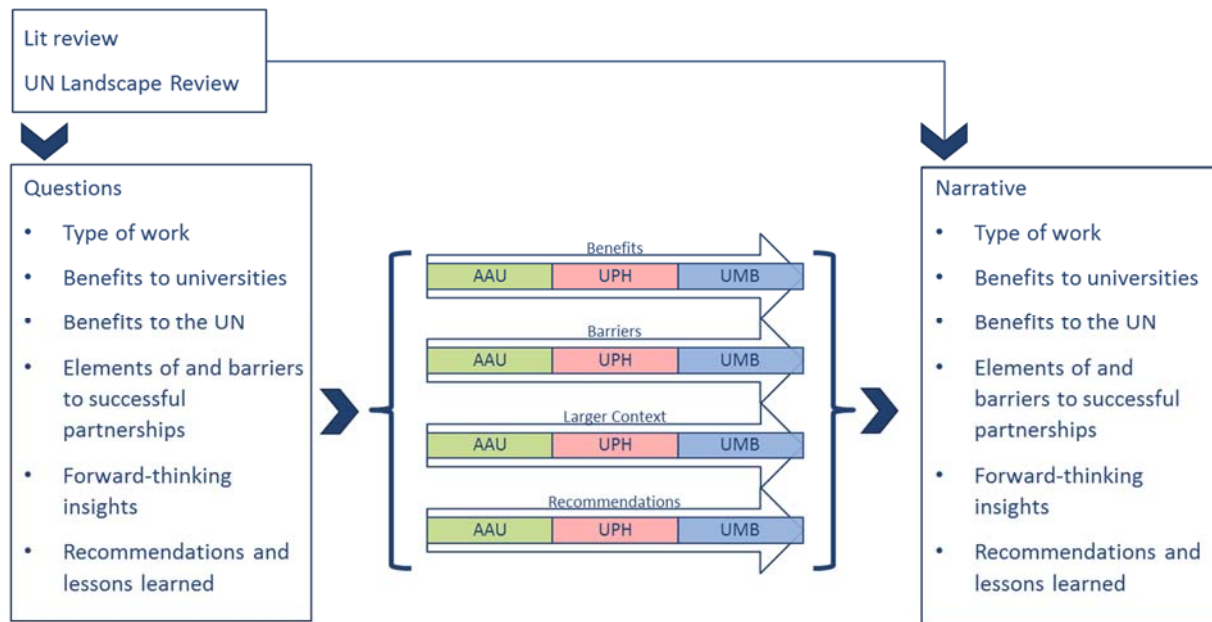 Lit review
UN Landscape Review
Questions
• Type of work
• Benefits to universities
• Benefits to the UN
• Elements of and barriers
to successful
partnerships
• Forward-thinking
insights
• Recommendations and
lessons learned
Benefits
AAU UPH UMB
Barriers
AAU UPH UMB
Larger Context
AAU UPH UMB
Recommendations
AAU UPH UMB
Narrative
• Type of work
• Benefits to universities
• Benefits to the UN
• Elements of and
barriers to successful
partnerships
• Forward-thinking
insights
• Recommendations and
lessons learned